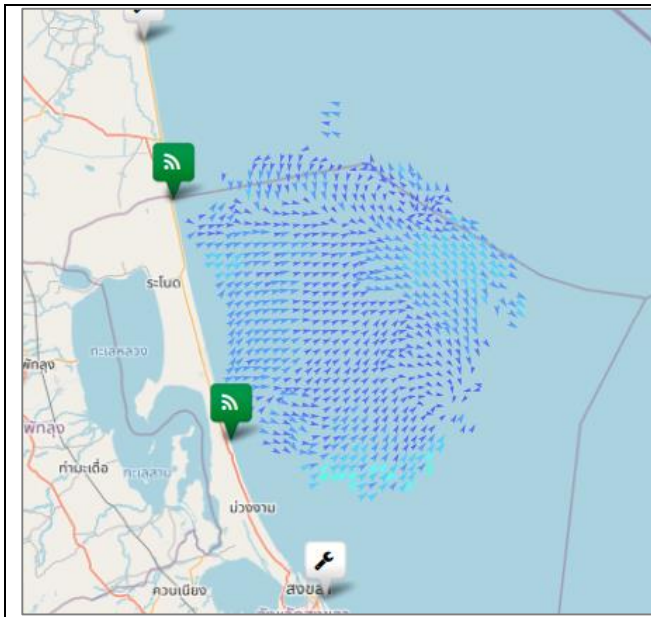 ระโนด
ทะเลหลวง
พัทลุง
พัทลุง
ท่ามะเดื่อ
ทะเลสาบ
ม่วงงาม
ควนเนียง
สงขลา